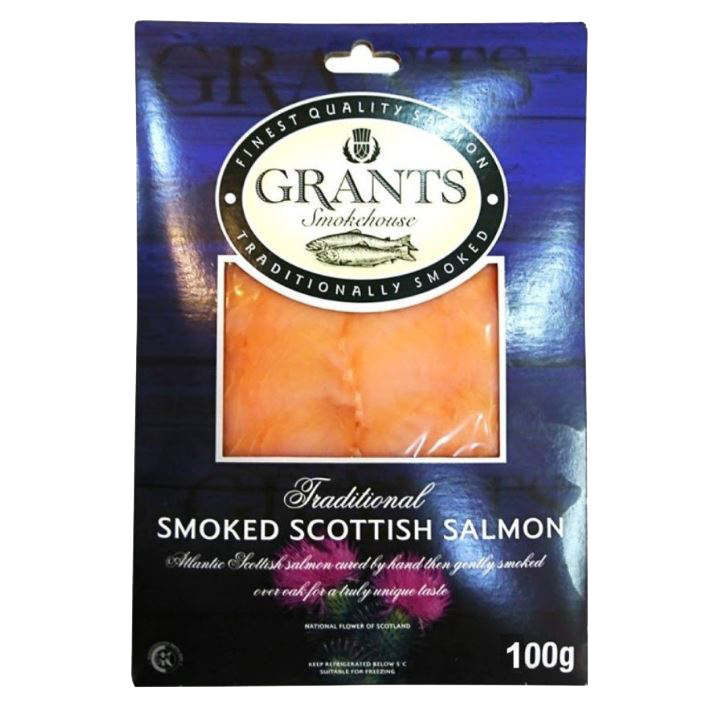 GRANTS
FINEST QUALITY SALMON
GRANTS
Smokehouse
TRADITIONALLY SMOKED
Traditional
SMOKED SCOTTISH SALMON
Atlantic Scottish salmon cured by hand then gently smoked
over oak for a truly unique taste
NATIONAL FLOWER OF SCOTLAND
KEEP REFRIGERATED BELOW 5°C
SUITABLE FOR FREEZING
100g